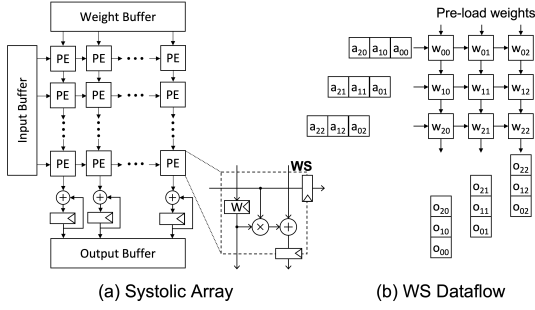 Weight Buffer
Input Buffer
PE PE PE
PE PE PE
PE PE PE
+ + +
Output Buffer
WS
W
× +
(a) Systolic Array
Pre-load weights
a20 a10 a00
w00 w01 w02
a21 a11 a01
w10 w11 w12
a22 a12 a02
w20 w21 w22
o20
o10
o00
o21
o11
o01
o22
o12
o02
(b) WS Dataflow